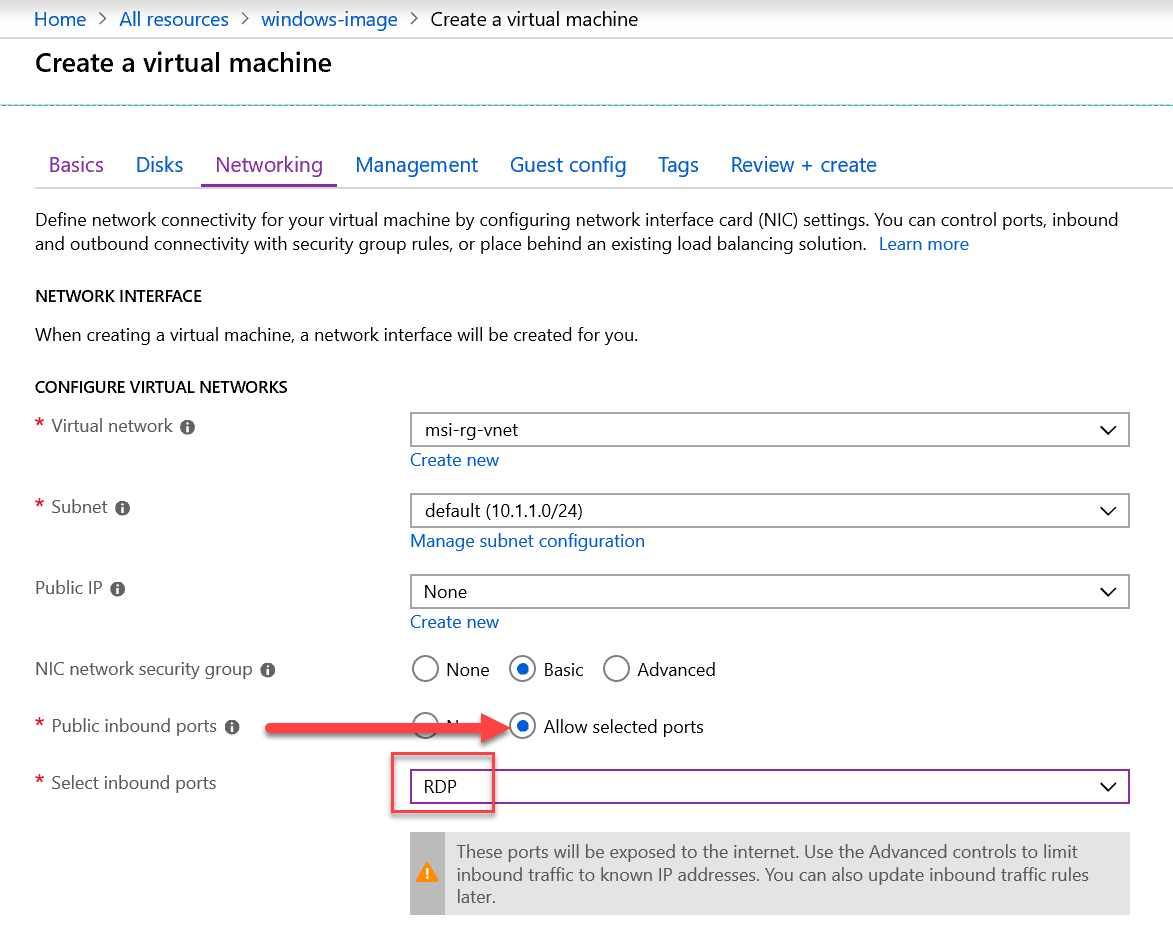 Home > All resources > windows-image > Create a virtual machine
Create a virtual machine
Basics Disks Networking Management Guest config Tags Review + create
Define network connectivity for your virtual machine by configuring network interface card (NIC) settings. You can control ports, inbound
and outbound connectivity with security group rules, or place behind an existing load balancing solution. Learn more
NETWORK INTERFACE
When creating a virtual machine, a network interface will be created for you.
CONFIGURE VIRTUAL NETWORKS
* Virtual network
msi-rg-vnet
Create new
* Subnet
default (10.1.1.0/24)
Manage subnet configuration
Public IP
None
Create new
NIC network security group None Basic Advanced
* Public inbound ports Allow selected ports
* Select inbound ports
RDP
These ports will be exposed to the internet. Use the Advanced controls to limit
inbound traffic to known IP addresses. You can also update inbound traffic rules
later.